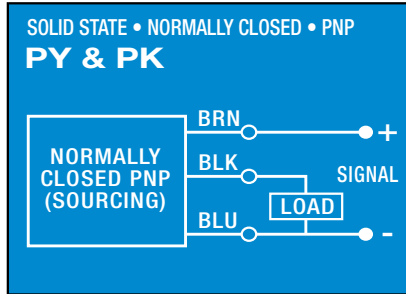 SOLID STATE • NORMALLY CLOSED • PNP
PY & PK
BRN
+
NORMALLY
CLOSED PNP
(SOURCING)
BLK
SIGNAL
LOAD
BLU
-